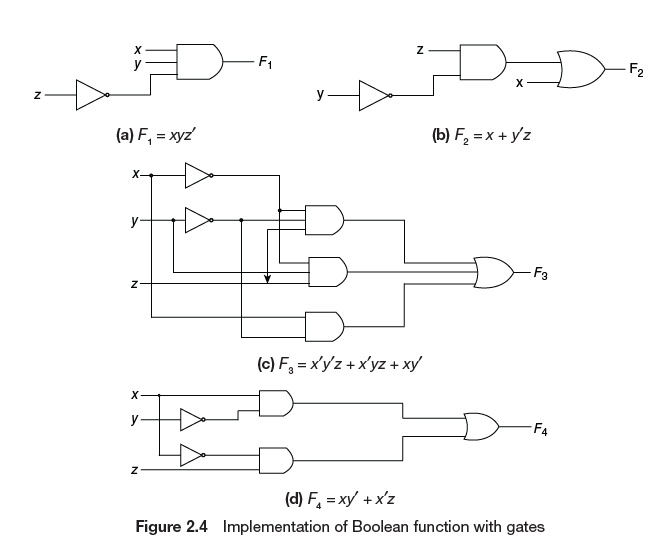 x
y
F₁
z
(a) F₁ = xyz′
z
x
F₂
y
(b) F₂ = x + y′z
x
y
z
F₃
(c) F₃ = x′y′z + x′yz + xy′
x
y
z
F₄
(d) F₄ = xy′ + x′z
Figure 2.4 Implementation of Boolean function with gates